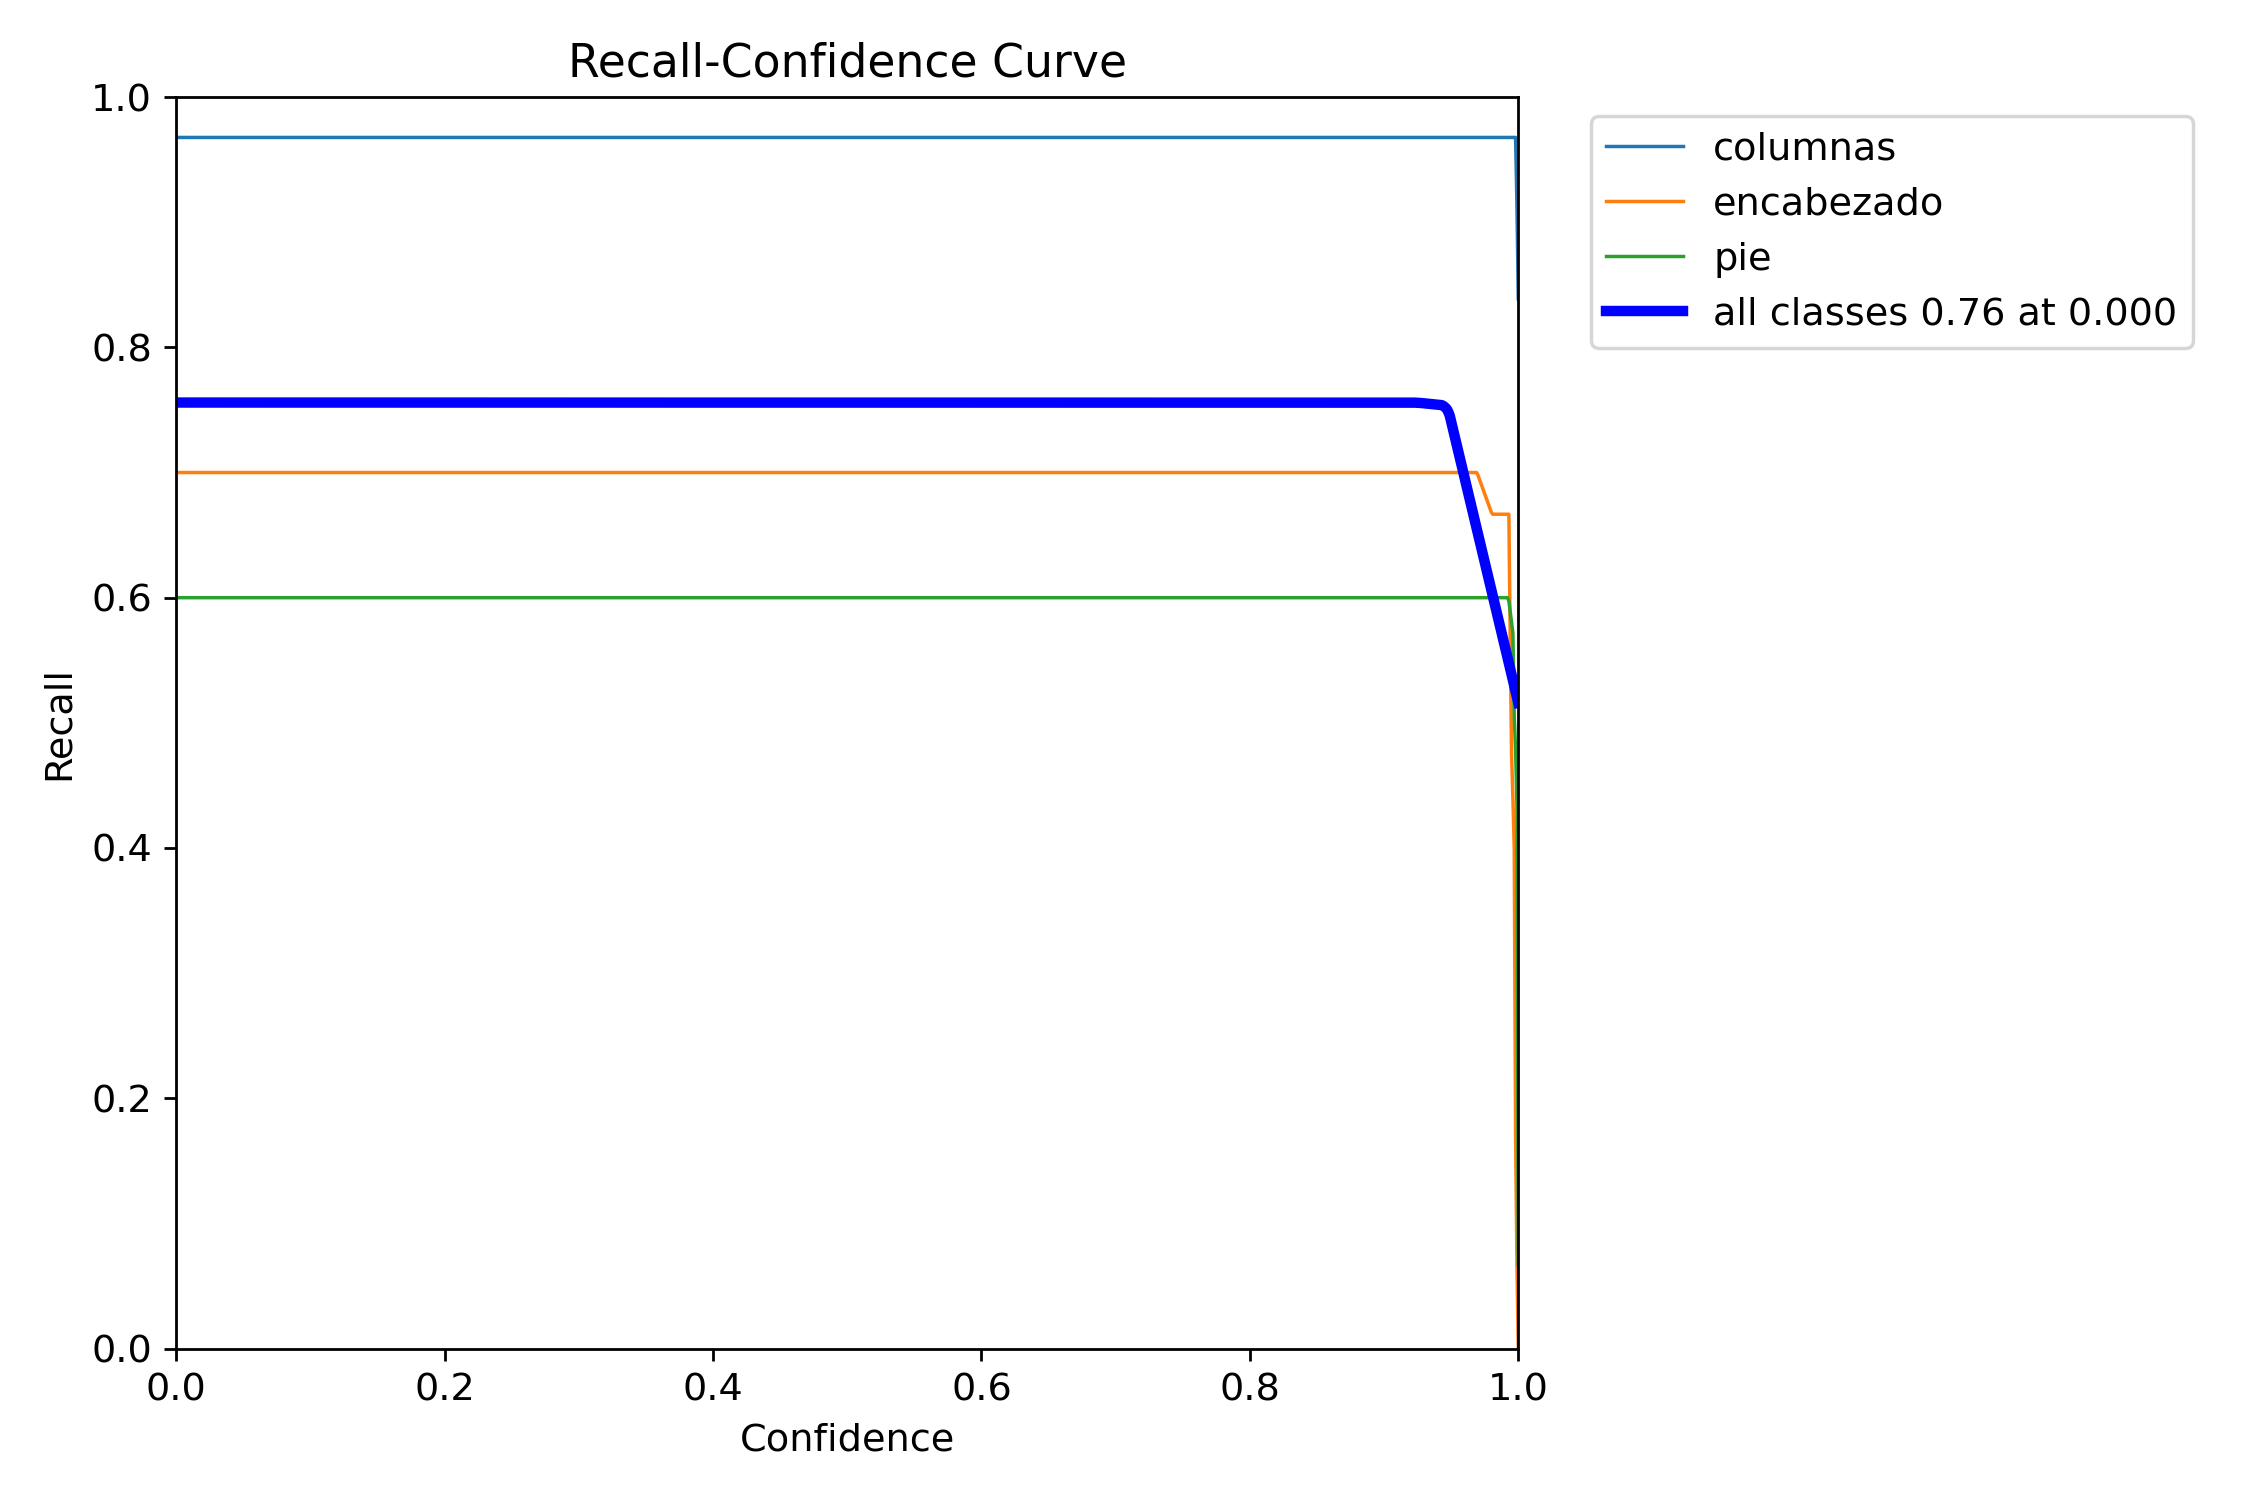 Recall-Confidence Curve
1.0
0.8
0.6
0.4
0.2
0.0
Recall
0.0 0.2 0.4 0.6 0.8 1.0
Confidence
columnas
encabezado
pie
all classes 0.76 at 0.000